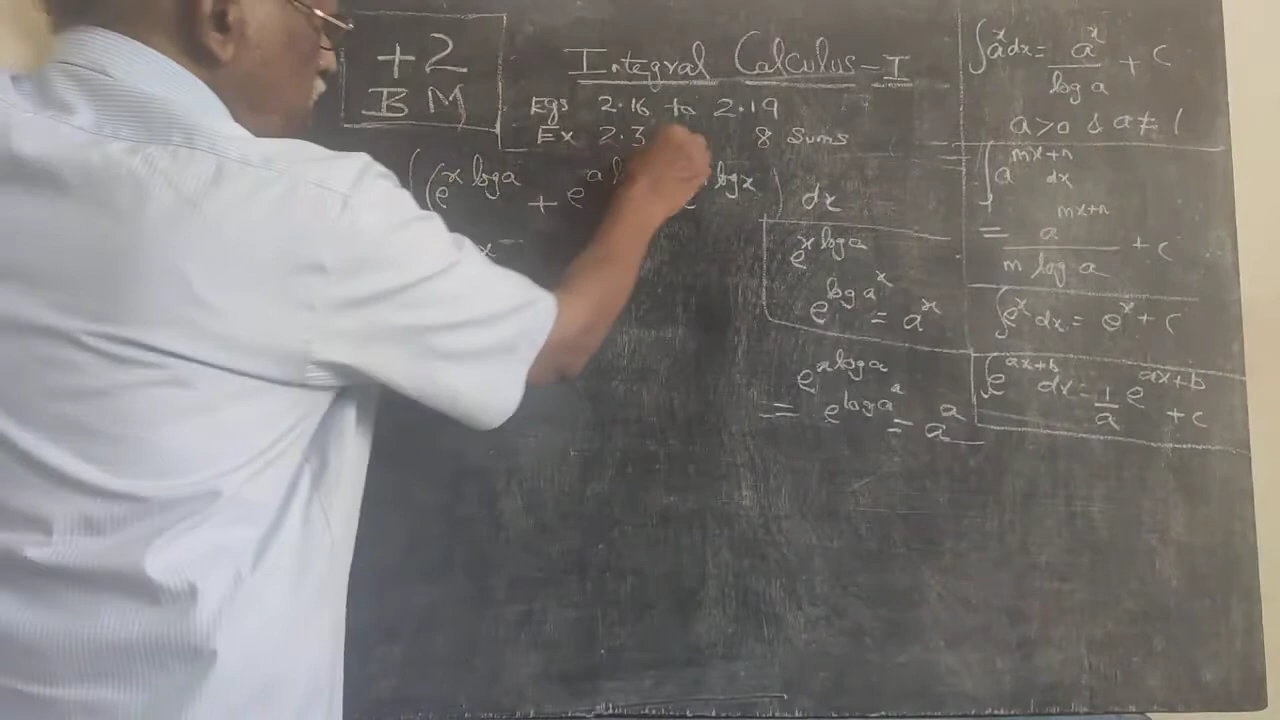 +2
B M
Integral Calculus - I
Egs 2.16 to 2.19
Ex 2.3 8 Sums
∫(e^{x log a} + e^{a l e^{ log x}) dx
x
e^{x log a}
e^{log a^x} = a^x
e^{a log a}
= e^{log a^a} = a^a
∫a^x dx = a^x / log a + c
a>0 & a≠1
∫a^{mx+n} dx
= a^{mx+n} / m log a + c
∫e^x dx = e^x + c
∫e^{ax+b} dx = 1/a e^{ax+b} + c